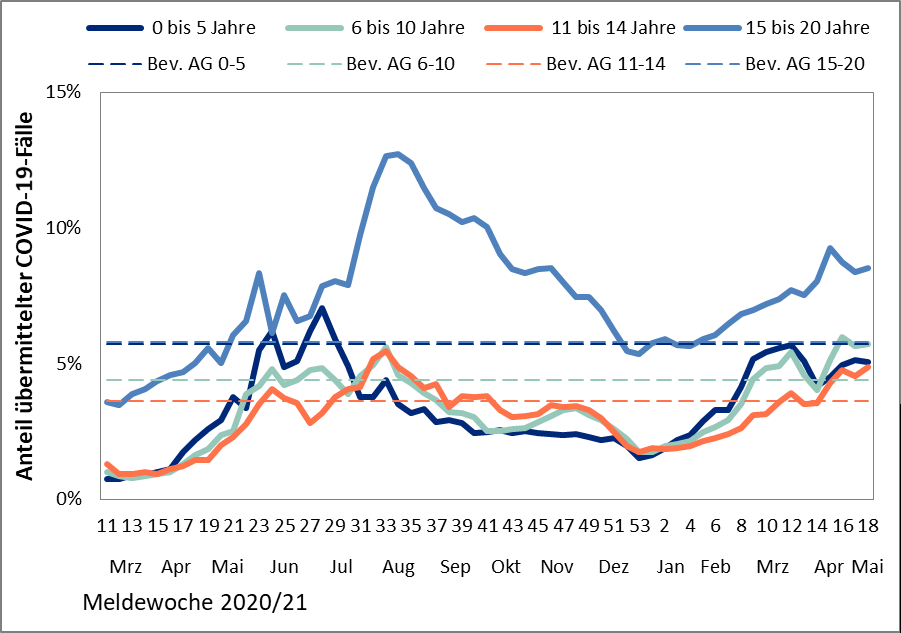 0 bis 5 Jahre 6 bis 10 Jahre 11 bis 14 Jahre 15 bis 20 Jahre
Bev. AG 0-5 Bev. AG 6-10 Bev. AG 11-14 Bev. AG 15-20
Anteil übermittelter COVID-19-Fälle
15%
10%
5%
0%
11 13 15 17 19 21 23 25 27 29 31 33 35 37 39 41 43 45 47 49 51 53 2 4 6 8 10 12 14 16 18
Mrz Apr Mai Jun Jul Aug Sep Okt Nov Dez Jan Feb Mrz Apr Mai
Meldewoche 2020/21